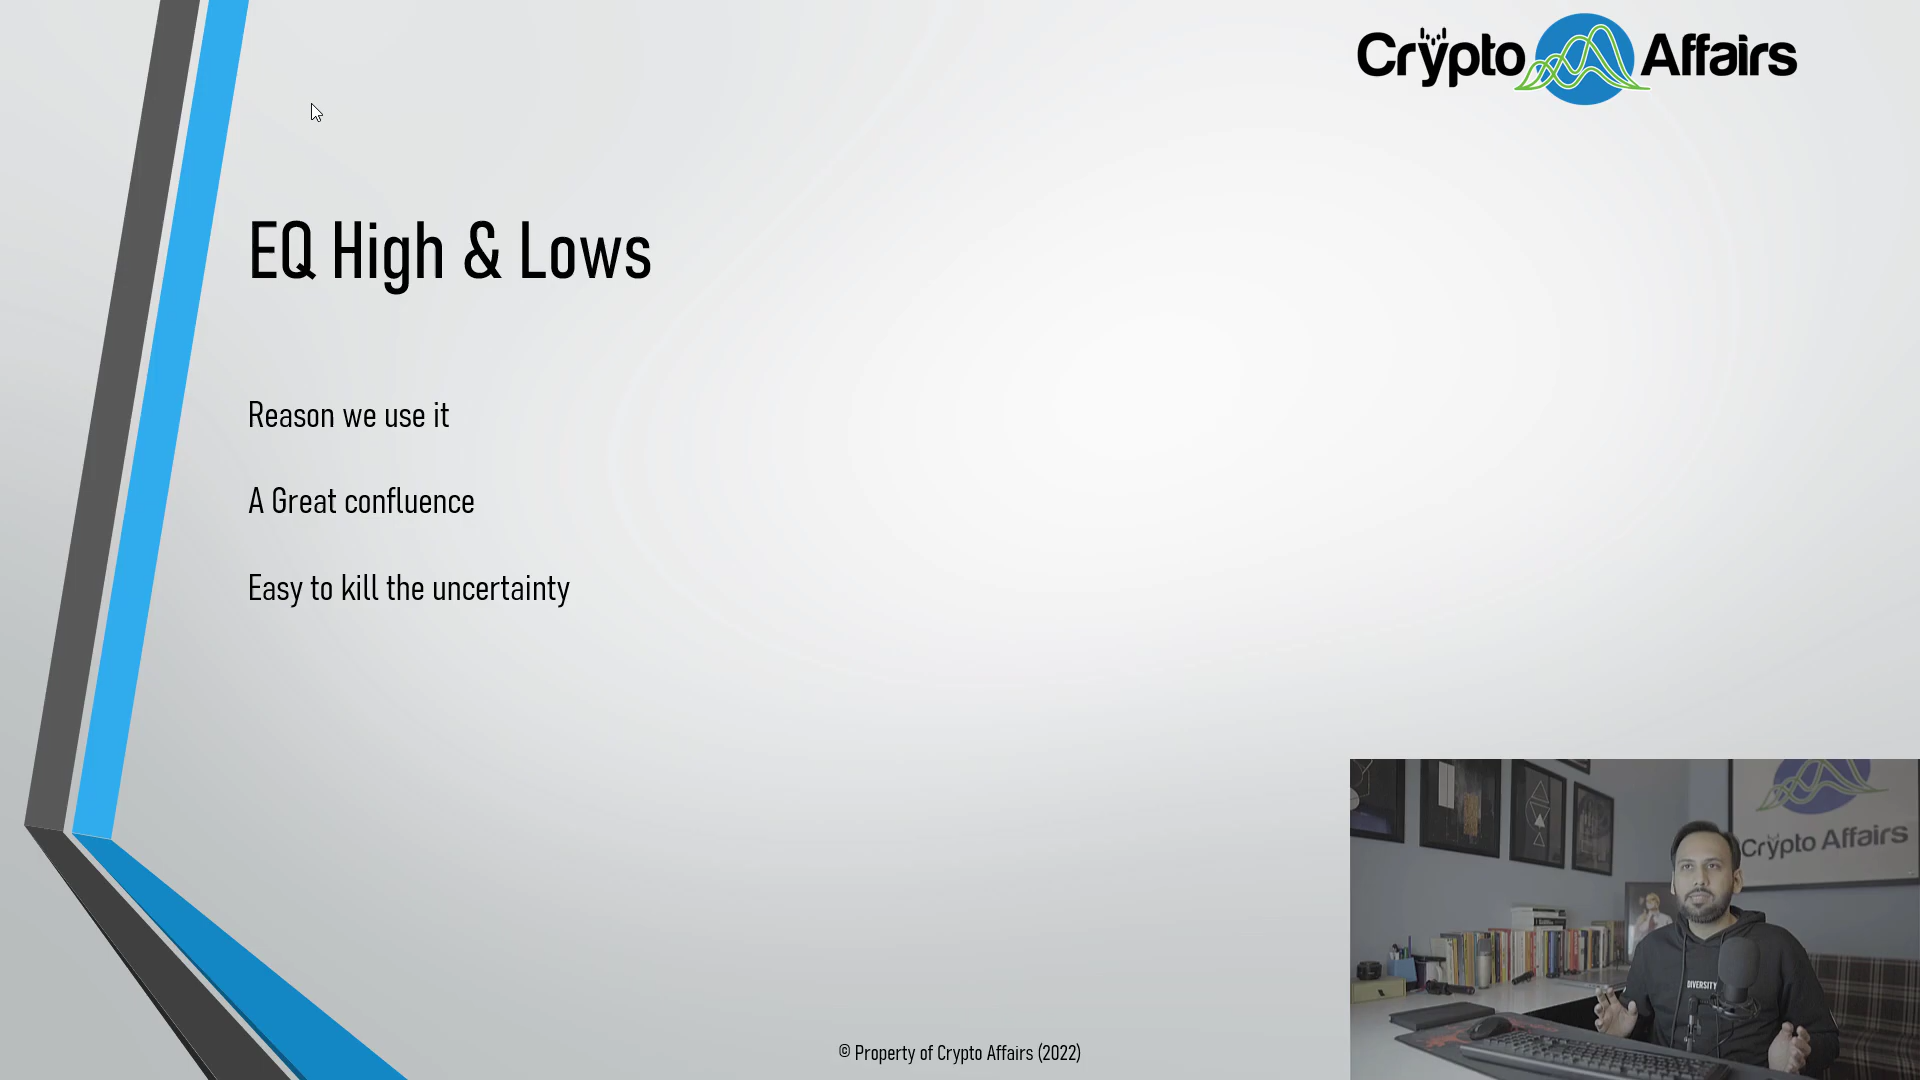 Crypto Affairs
EQ High & Lows
Reason we use it
A Great confluence
Easy to kill the uncertainty
Crypto Affairs
DIVERSITY
© Property of Crypto Affairs (2022)